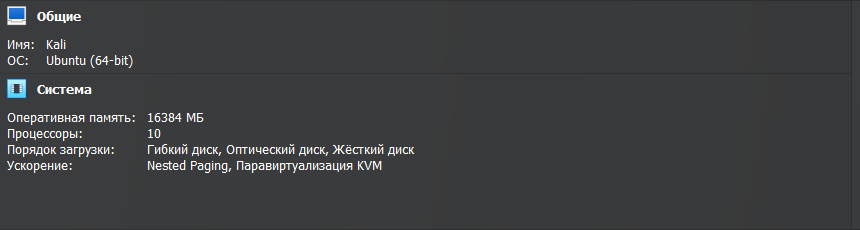 Общие
Имя: Kali
ОС: Ubuntu (64-bit)
Система
Оперативная память: 16384 МБ
Процессоры: 10
Порядок загрузки: Гибкий диск, Оптический диск, Жёсткий диск
Ускорение: Nested Paging, Паравиртуализация KVM